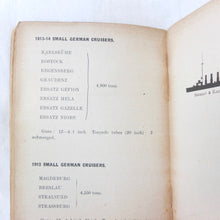 1913-14 SMALL GERMAN CRUISERS.
KARLSRUHE
ROSTOCK
REGENSBERG
GRAUDENZ
ERSATZ GEFION
ERSATZ HELA
ERSATZ GAZELLE
ERSATZ NIOBE
4,900 tons
Guns: 12—4.1 inch. Torpedo tubes (20 inch) 2
submerged.
1912 SMALL GERMAN CRUISERS.
MAGDEBURG
BRESLAU
STRALSUND
STRASSBURG
4,550 tons